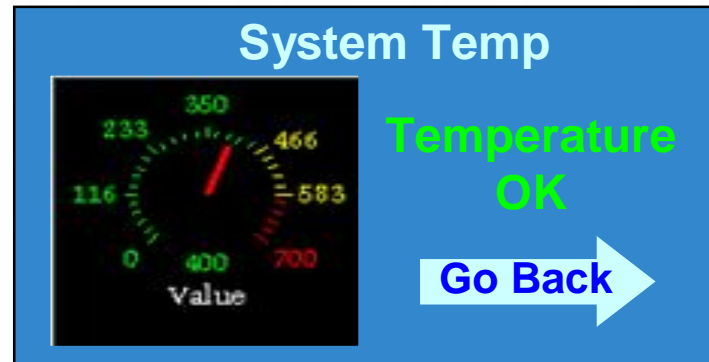 System Temp
350
233
466
116
583
0
400
700
Value
Temperature
OK
Go Back